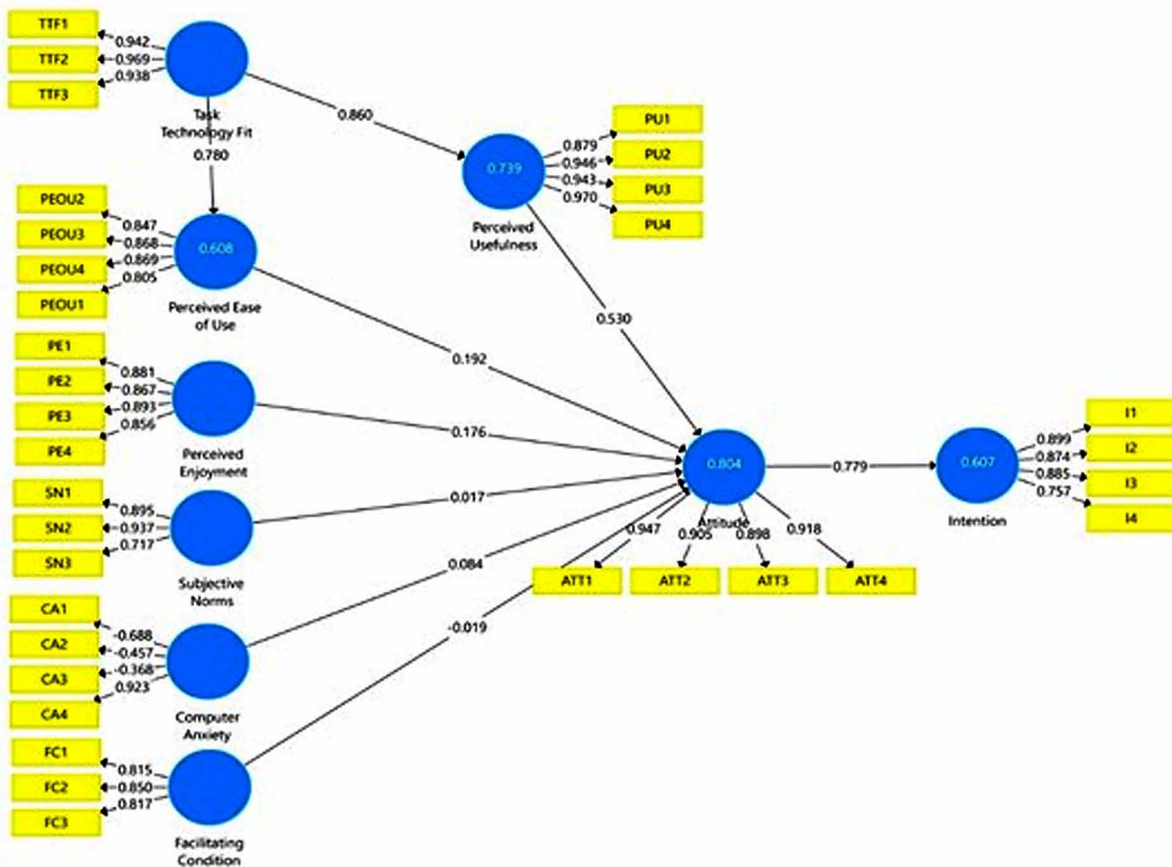 TTF1
0.942
TTF2
0.969
TTF3
0.938
Task
Technology Fit
0.780
0.860
PU1
0.879
PU2
0.946
0.739
0.943
PU3
0.970
PU4
Perceived
Usefulness
PEOU2
0.847
PEOU3
0.868
0.608
PEOU4
0.869
0.805
PEOU1
Perceived Ease
of Use
0.530
0.192
PE1
0.881
PE2
0.867
PE3
0.893
0.856
PE4
Perceived
Enjoyment
0.176
SN1
0.895
SN2
0.937
0.717
SN3
Subjective
Norms
0.017
0.804
Attitude
0.779
0.607
Intention
I1
0.899
I2
0.874
0.885
I3
0.757
I4
0.947
0.905
0.898
0.918
ATT1
ATT2
ATT3
ATT4
0.084
CA1
-0.688
CA2
-0.457
-0.368
CA3
0.923
CA4
Computer
Anxiety
-0.019
FC1
0.815
FC2
0.850
0.817
FC3
Facilitating
Condition